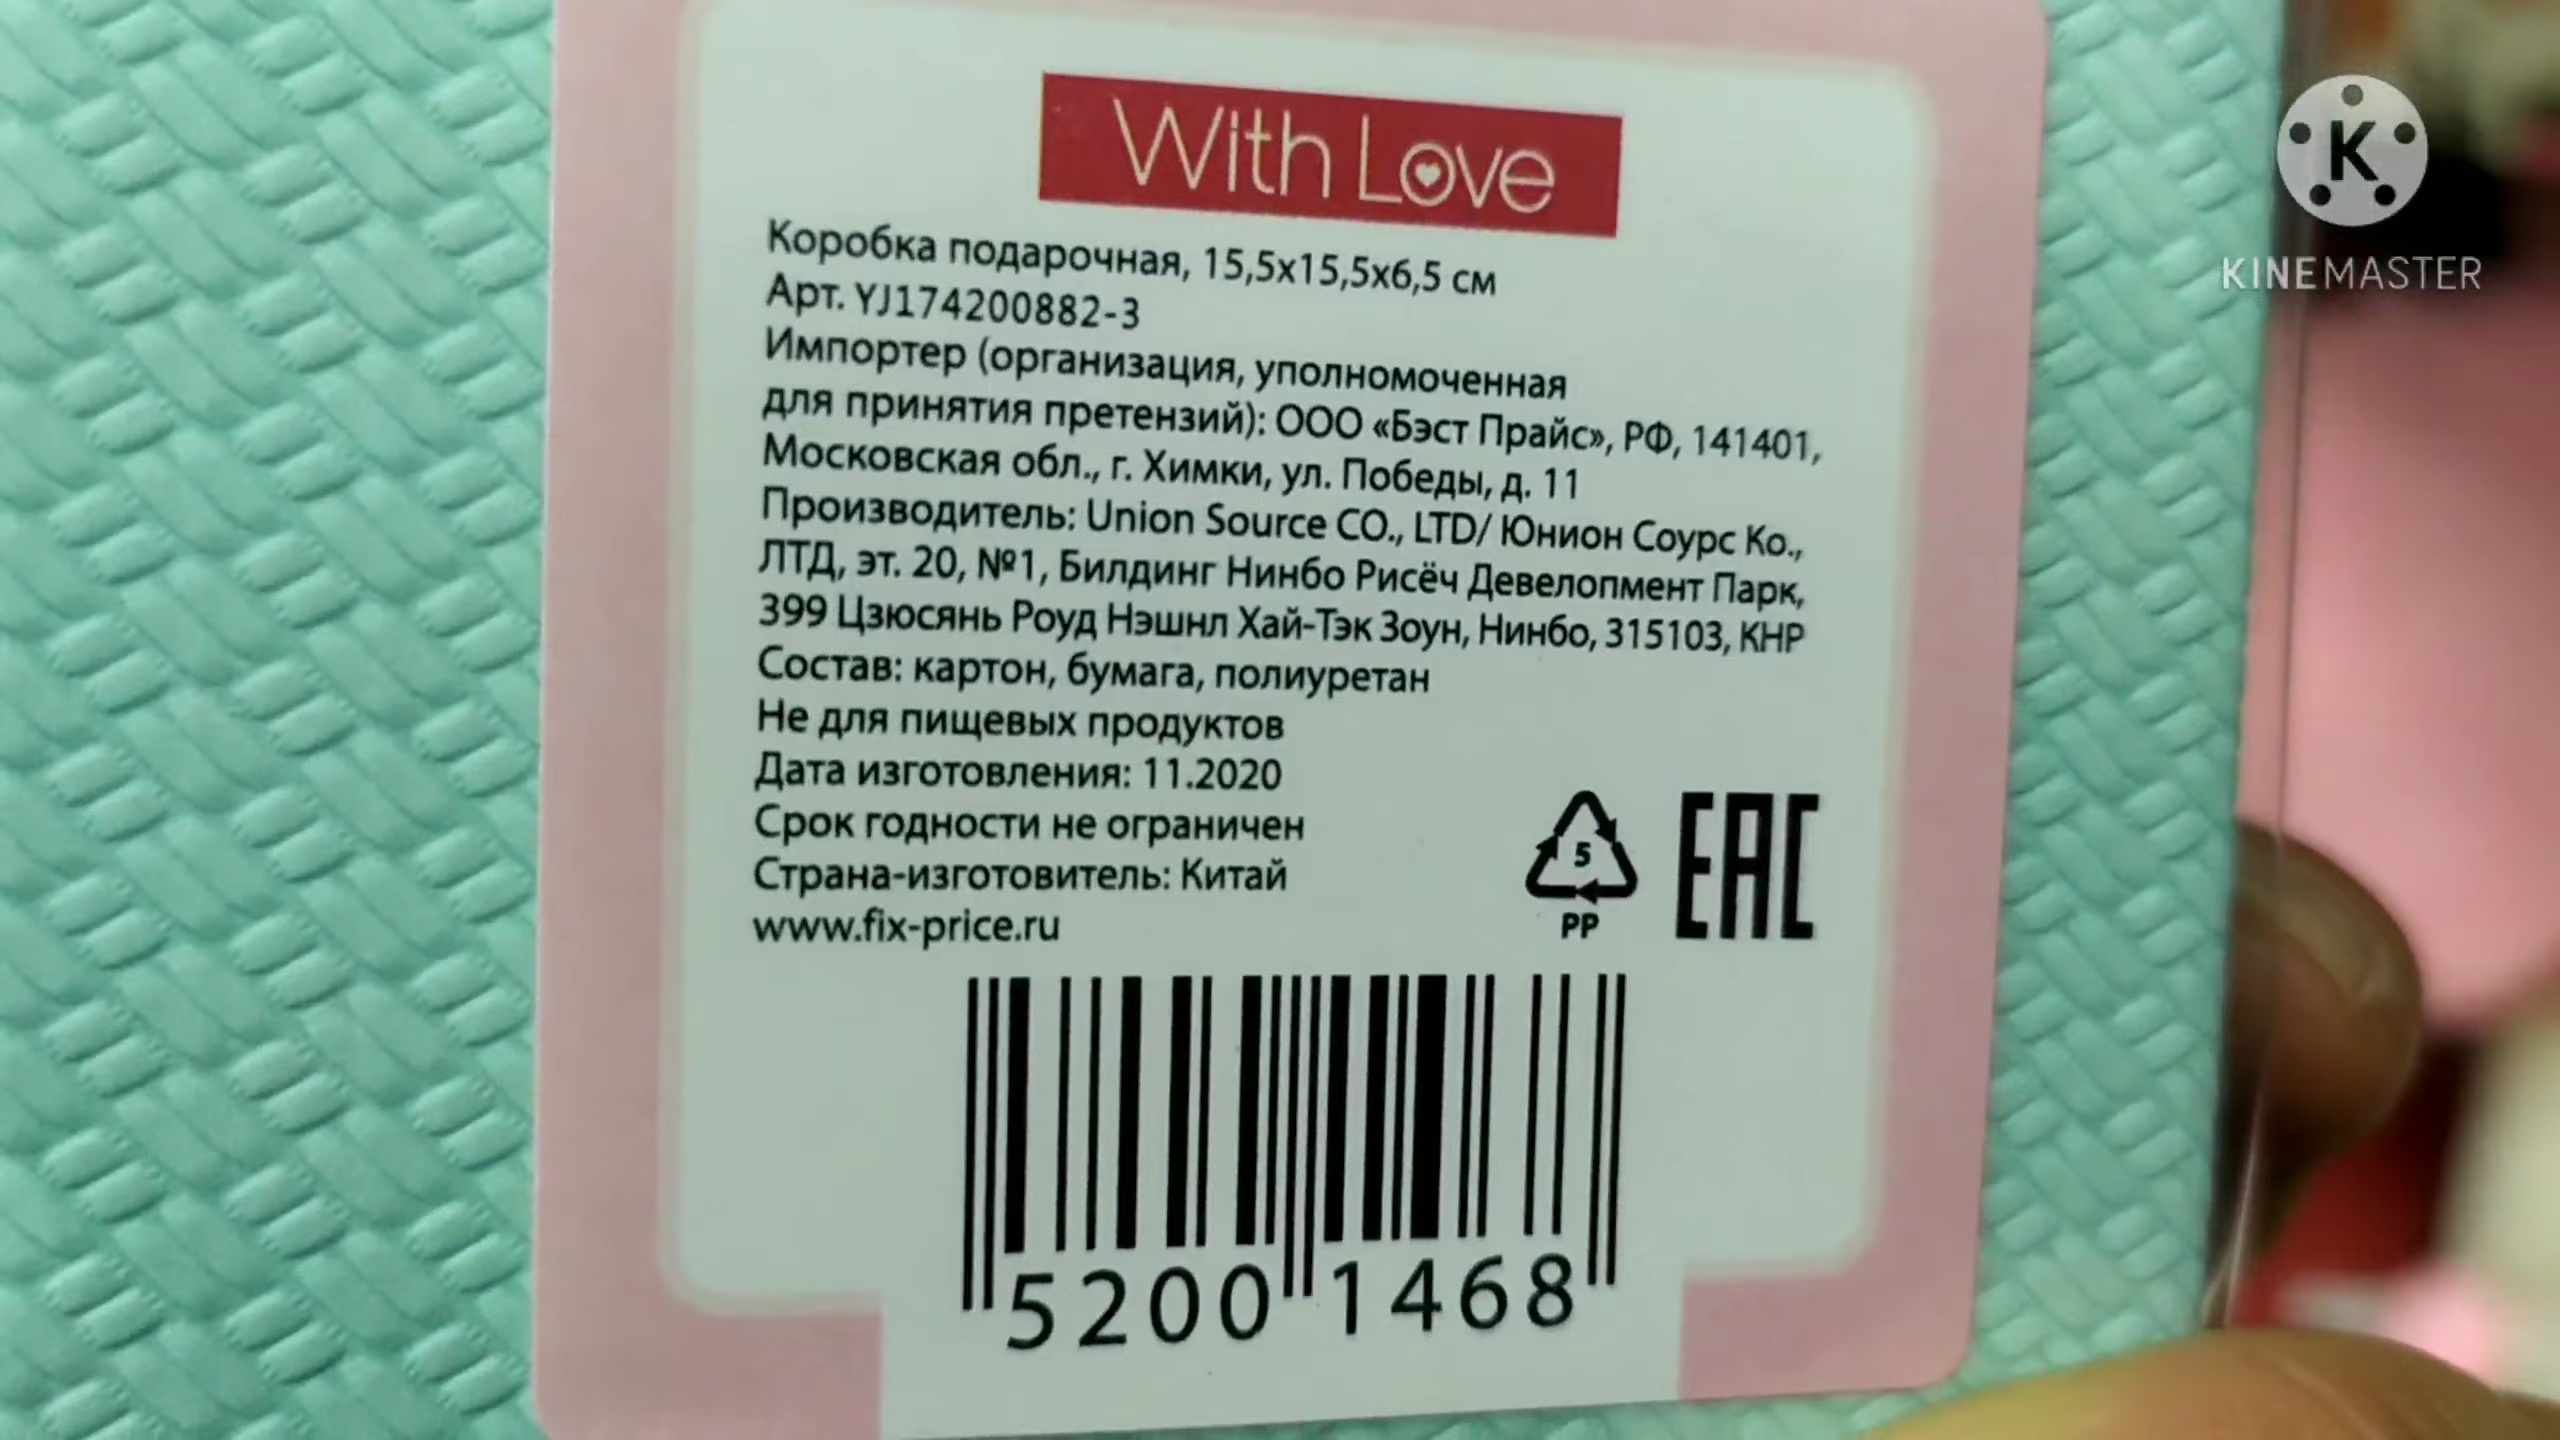 With Love
Коробка подарочная, 15,5х15,5х6,5 см
Арт. YJ174200882-3
Импортер (организация, уполномоченная
для принятия претензий): ООО «Бэст Прайс», РФ, 141401,
Московская обл., г. Химки, ул. Победы, д. 11
Производитель: Union Source CO., LTD/ Юнион Соурс Ко.,
ЛТД, эт. 20, №1, Билдинг Нинбо Рисёч Девелопмент Парк,
399 Цзюсянь Роуд Нэшнл Хай-Тэк Зоун, Нинбо, 315103, КНР
Состав: картон, бумага, полиуретан
Не для пищевых продуктов
Дата изготовления: 11.2020
Срок годности не ограничен
Страна-изготовитель: Китай
www.fix-price.ru
5
PP
EAC
5200 1468
K
KINEMASTER